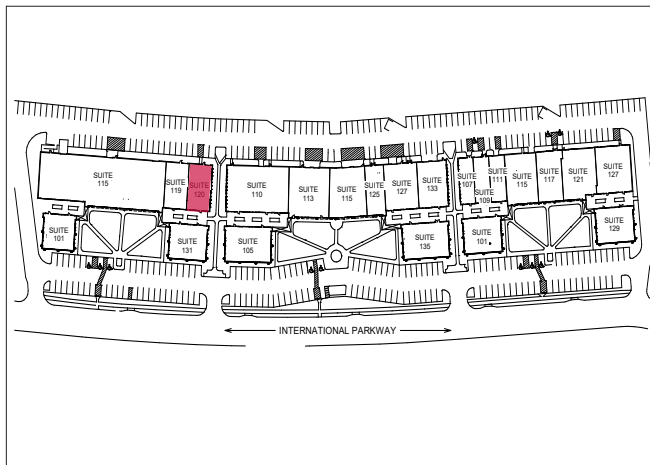 SUITE
115
SUITE
119
SUITE
120
SUITE
110
SUITE
113
SUITE
115
SUITE
125
SUITE
127
SUITE
133
SUITE
107
SUITE
109
SUITE
111
SUITE
115
SUITE
117
SUITE
121
SUITE
127
SUITE
101
SUITE
131
SUITE
105
SUITE
135
SUITE
101
SUITE
129
INTERNATIONAL PARKWAY